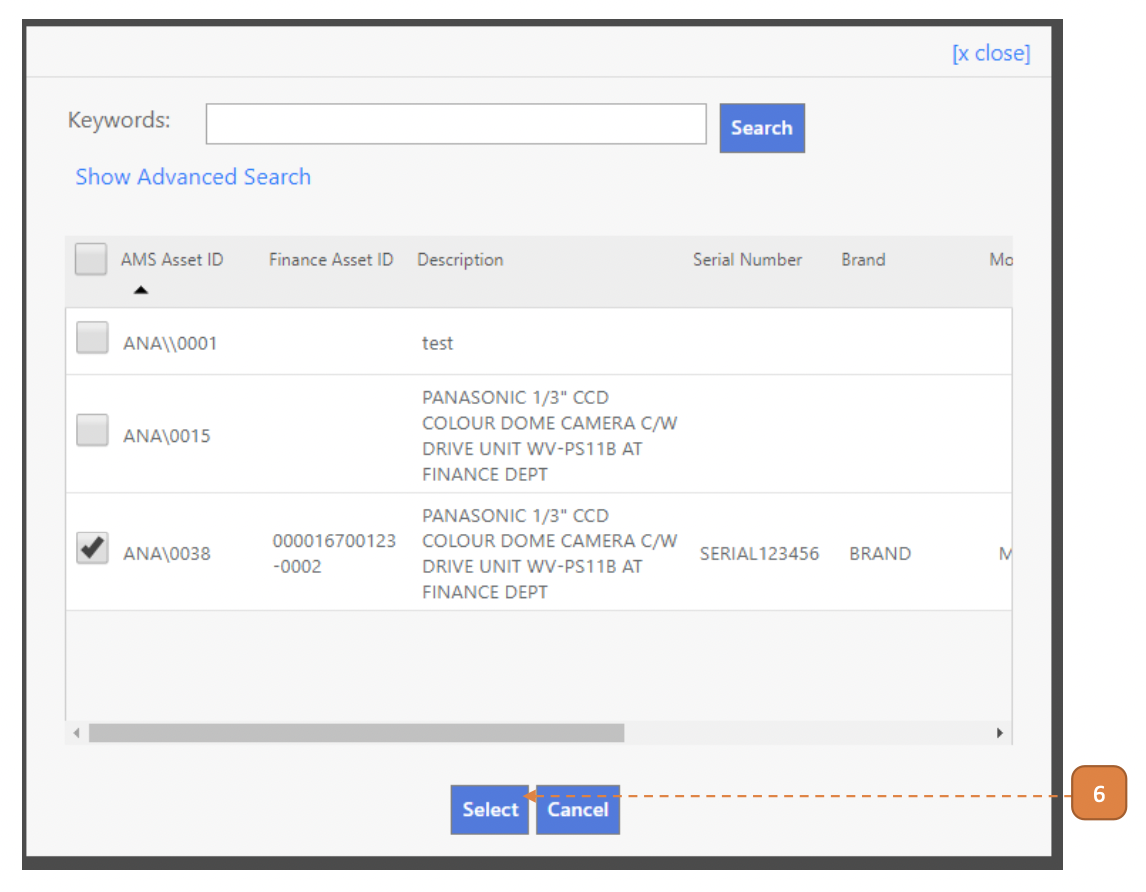 [x close]
Keywords:
Search
Show Advanced Search
AMS Asset ID Finance Asset ID Description Serial Number Brand Mo
ANA\\0001 test
PANASONIC 1/3" CCD
COLOUR DOME CAMERA C/W
ANA\0015
DRIVE UNIT WV-PS11B AT
FINANCE DEPT
PANASONIC 1/3" CCD
000016700123 COLOUR DOME CAMERA C/W
ANA\0038 SERIAL123456 BRAND M
-0002 DRIVE UNIT WV-PS11B AT
FINANCE DEPT
Select Cancel
6